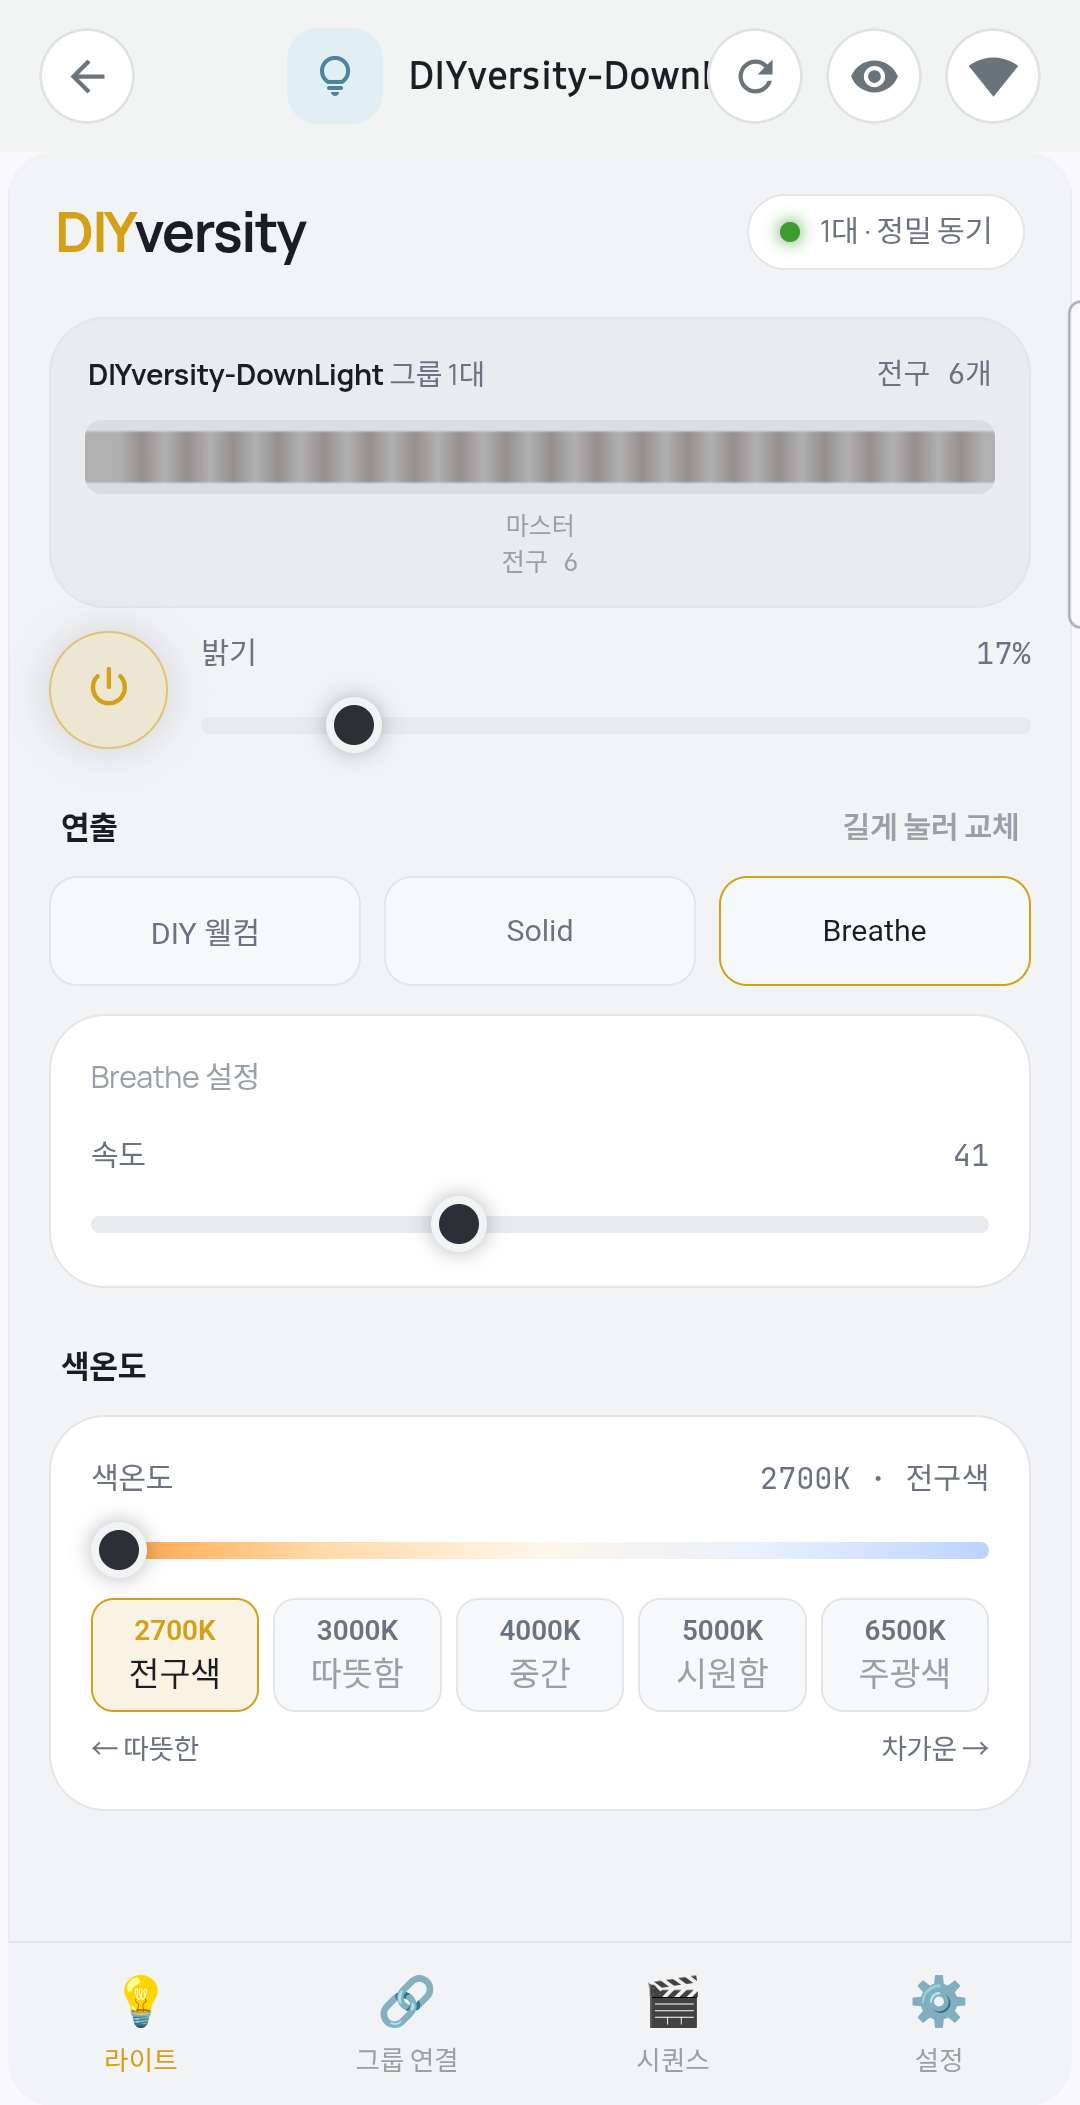 DIYversity-Downl
DIYversity
1대 · 정밀 동기
DIYversity-DownLight 그룹 1대
전구 6개
마스터
전구 6
밝기
17%
연출
길게 눌러 교체
DIY 웰컴
Solid
Breathe
Breathe 설정
속도
41
색온도
색온도
2700K · 전구색
2700K
전구색
3000K
따뜻함
4000K
중간
5000K
시원함
6500K
주광색
← 따뜻한
차가운 →
라이트
그룹 연결
시퀀스
설정